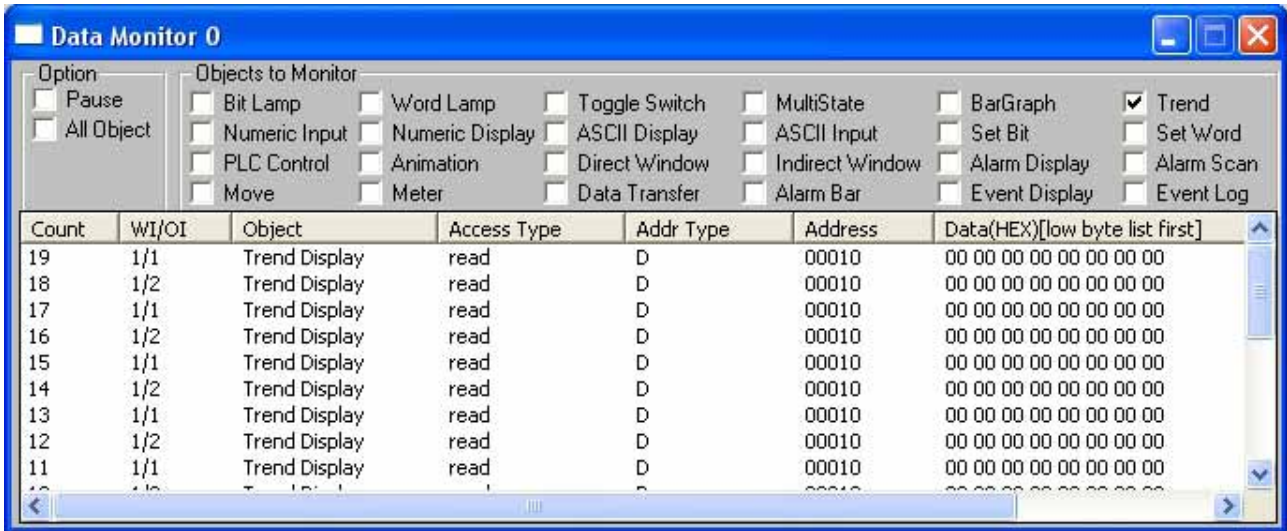 Data Monitor 0
Option Objects to Monitor
Pause Bit Lamp Word Lamp Toggle Switch MultiState BarGraph Trend
All Object Numeric Input Numeric Display ASCII Display ASCII Input Set Bit Set Word
PLC Control Animation Direct Window Indirect Window Alarm Display Alarm Scan
Move Meter Data Transfer Alarm Bar Event Display Event Log
Count WI/OI Object Access Type Addr Type Address Data(HEX)[low byte list first]
19 1/1 Trend Display read D 00010 00 00 00 00 00 00 00 00
18 1/2 Trend Display read D 00010 00 00 00 00 00 00 00 00
17 1/1 Trend Display read D 00010 00 00 00 00 00 00 00 00
16 1/2 Trend Display read D 00010 00 00 00 00 00 00 00 00
15 1/1 Trend Display read D 00010 00 00 00 00 00 00 00 00
14 1/2 Trend Display read D 00010 00 00 00 00 00 00 00 00
13 1/1 Trend Display read D 00010 00 00 00 00 00 00 00 00
12 1/2 Trend Display read D 00010 00 00 00 00 00 00 00 00
11 1/1 Trend Display read D 00010 00 00 00 00 00 00 00 00